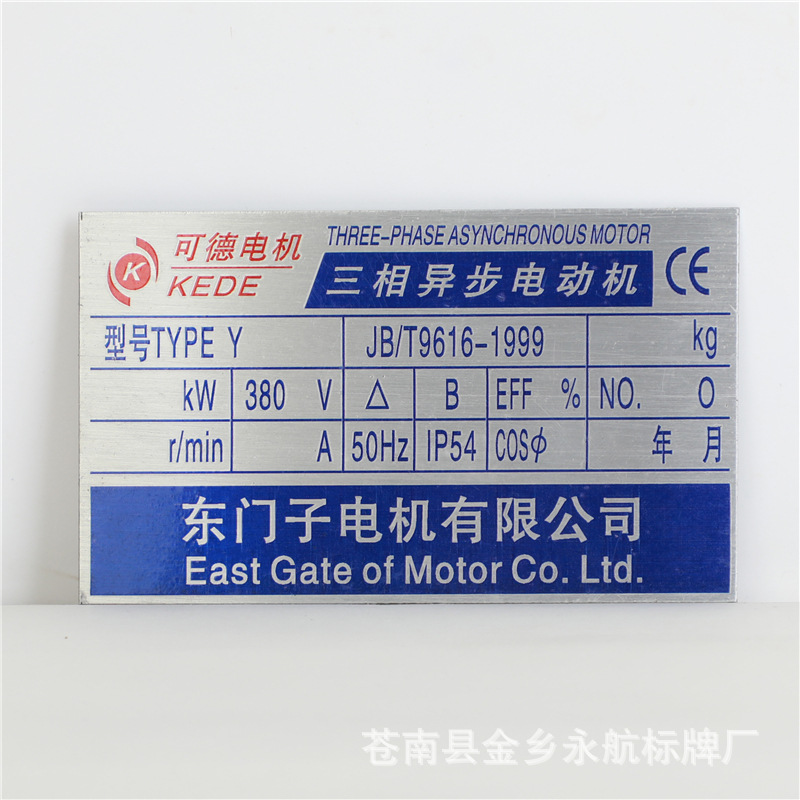 可德电机
KEDE
K
THREE-PHASE ASYNCHRONOUS MOTOR
三相异步电动机
CE
型号TYPE Y JB/T9616-1999 kg
kW 380 V △ B EFF % NO. O
r/min A 50Hz IP54 COSφ 年 月
东门子电机有限公司
East Gate of Motor Co. Ltd.
苍南县金乡永航标牌厂